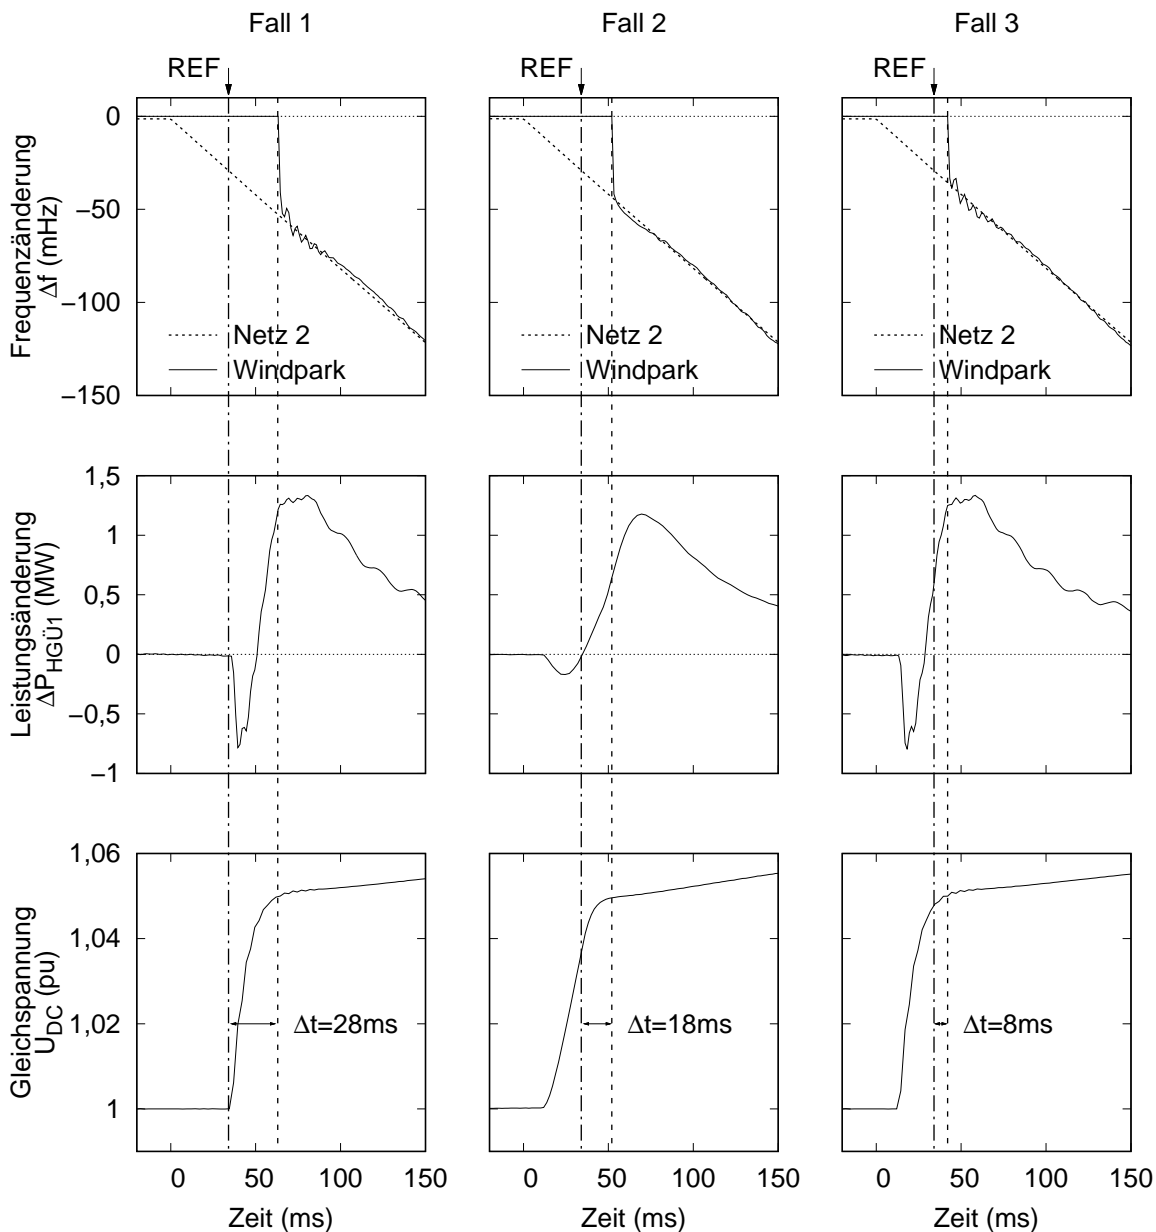 Fall 1
Fall 2
Fall 3
REF
REF
REF
Frequenzänderung
Δf (mHz)
0
−50
−100
−150
Netz 2
Windpark
Netz 2
Windpark
Netz 2
Windpark
Leistungsänderung
ΔP_HGÜ1 (MW)
1,5
1
0,5
0
−0,5
−1
Gleichspannung
U_DC (pu)
1,06
1,04
1,02
1
Δt=28ms
Δt=18ms
Δt=8ms
0 50 100 150
0 50 100 150
0 50 100 150
Zeit (ms)
Zeit (ms)
Zeit (ms)